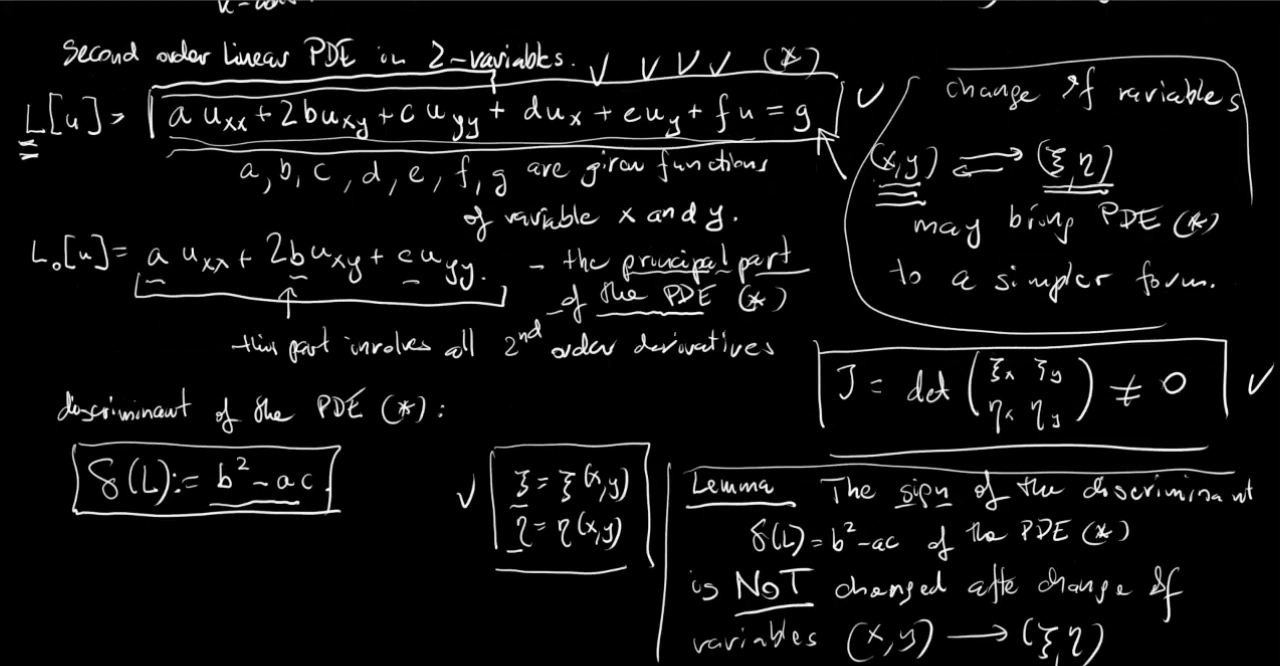 Second order Linear PDE in 2-variables. ✓ ✓ ✓ ✓ (*)
L[u] = a u_xx + 2b u_xy + c u_yy + d u_x + e u_y + f u = g ✓
a, b, c, d, e, f, g are given functions
of variable x and y.
L₀[u] = a u_xx + 2b u_xy + c u_yy. - the principal part
of the PDE (*)
this part involves all 2nd order derivatives
discriminant of the PDE (*):
δ(L) := b² - ac
✓ ξ = ξ(x,y)
η = η(x,y)
change of variables
(x,y) ⇌ (ξ,η)
may bring PDE (*)
to a simpler form.
J = det ( ξ_x ξ_y
η_x η_y ) ≠ 0 ✓
Lemma The sign of the discriminant
δ(L) = b² - ac of the PDE (*)
is NOT changed after change of
variables (x,y) → (ξ,η)